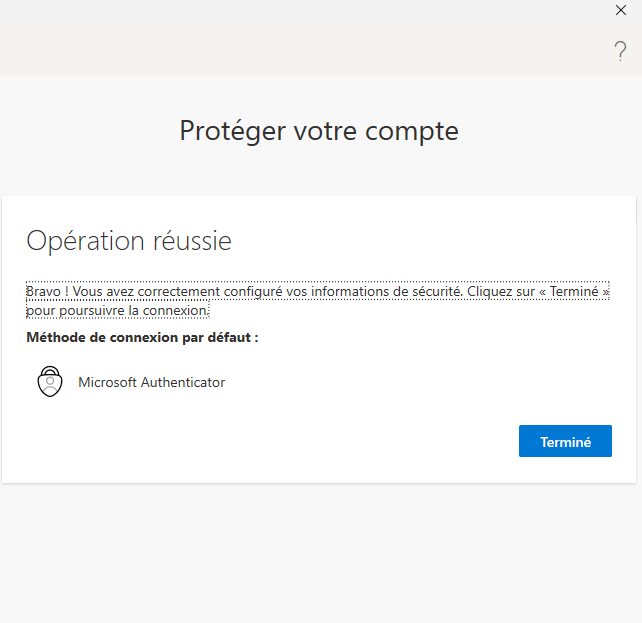 ?
Protéger votre compte
Opération réussie
Bravo ! Vous avez correctement configuré vos informations de sécurité. Cliquez sur « Terminé »
pour poursuivre la connexion.
Méthode de connexion par défaut :
Microsoft Authenticator
Terminé